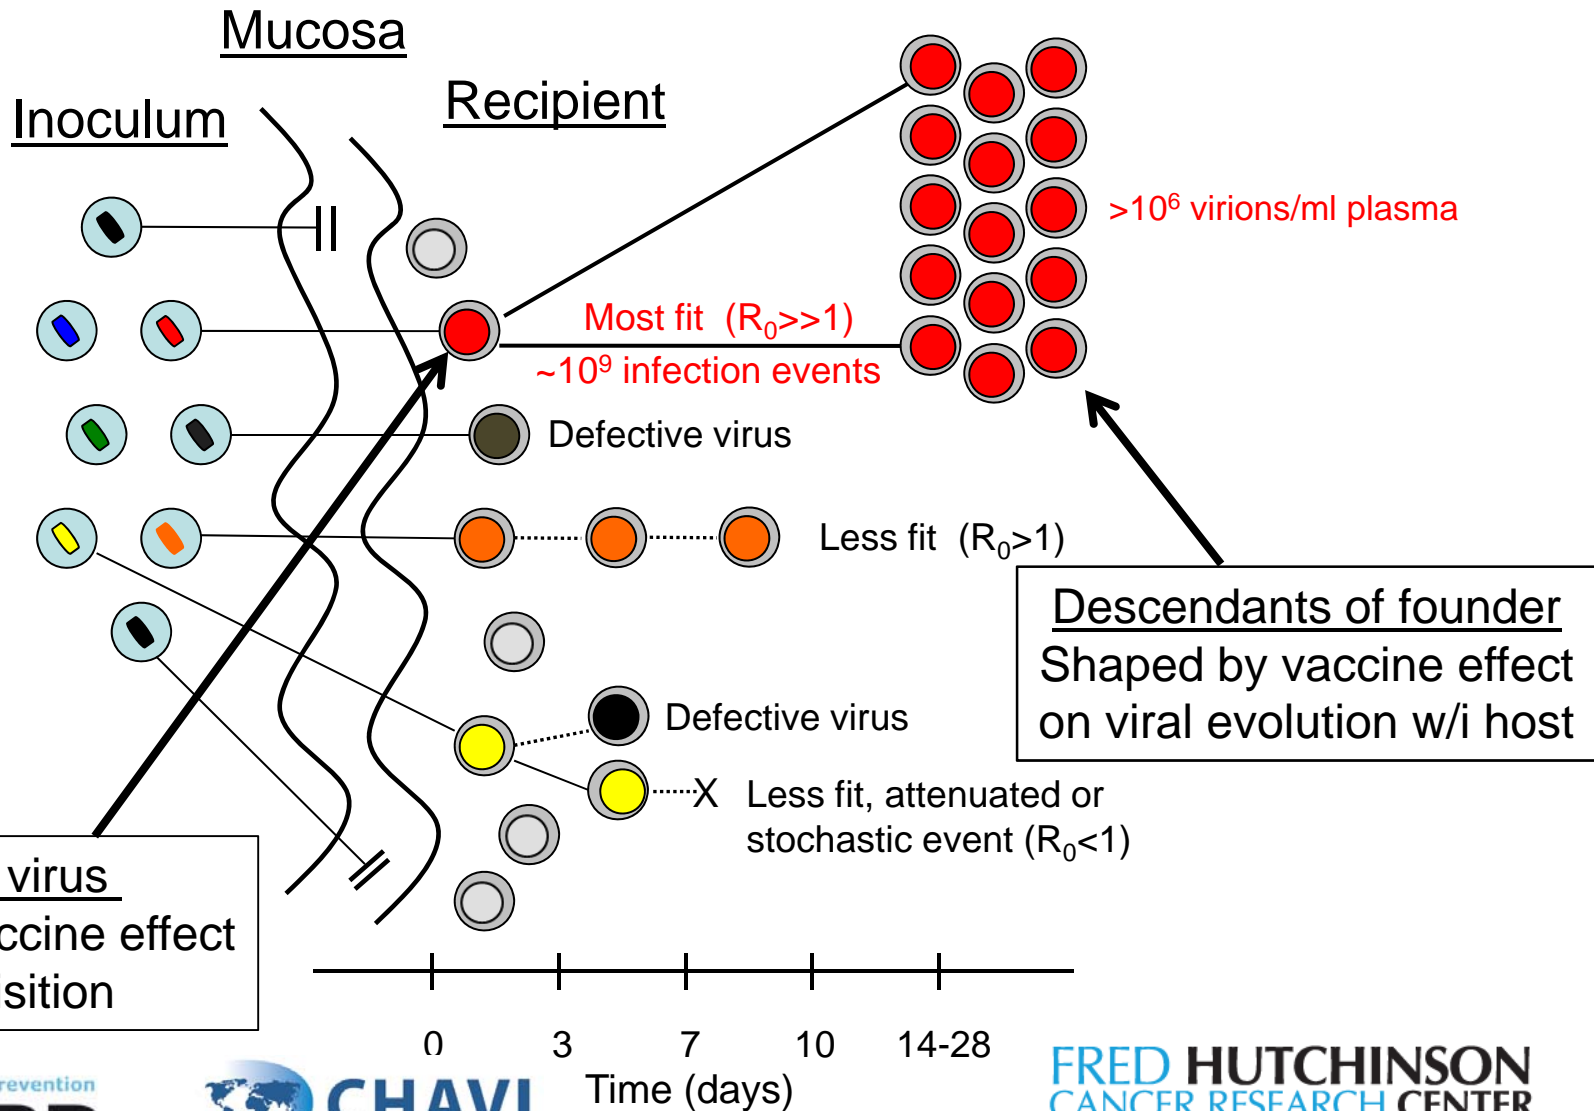 Mucosa
Inoculum
Recipient
>10⁶ virions/ml plasma
Most fit (R₀>>1)
~10⁹ infection events
Defective virus
Less fit (R₀>1)
Descendants of founder
Shaped by vaccine effect
on viral evolution w/i host
Defective virus
X Less fit, attenuated or
stochastic event (R₀<1)
virus
effect
0 3 7 10 14-28
Time (days)
CHAVI
FRED HUTCHINSON
CANCER RESEARCH CENTER